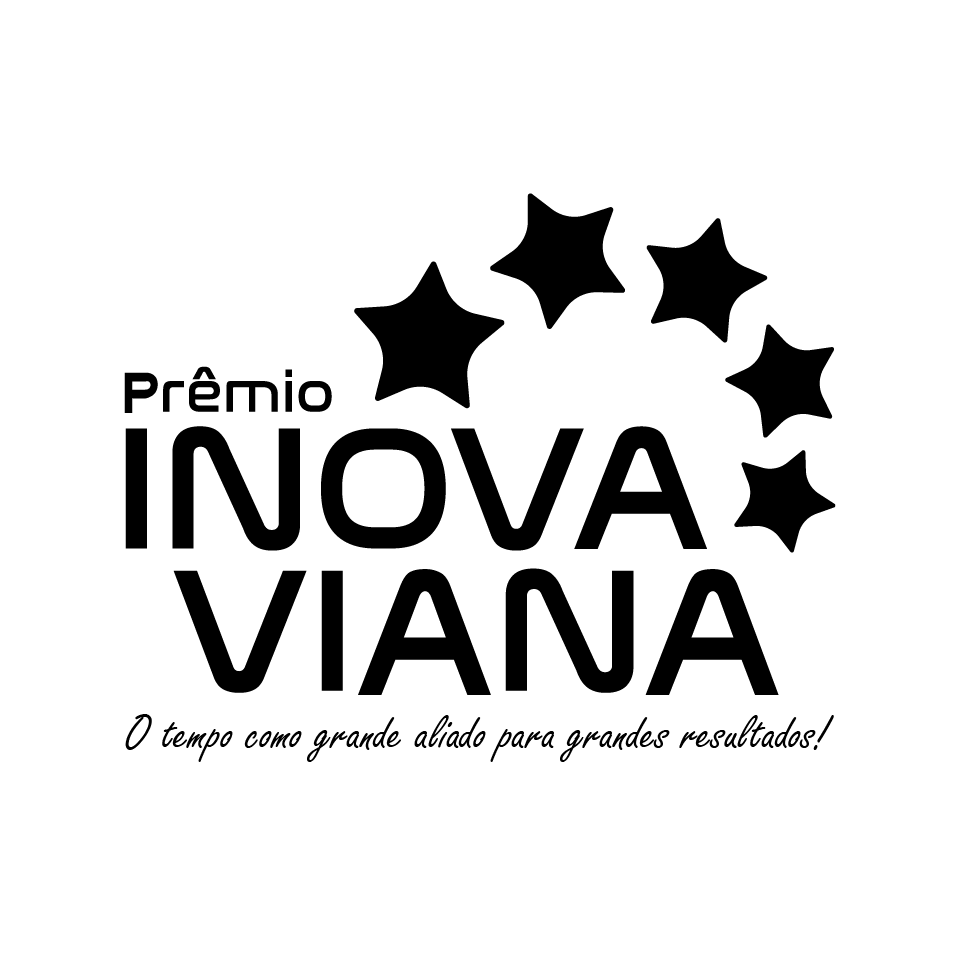 Prêmio
INOVA
VIANA
O tempo como grande aliado para grandes resultados!